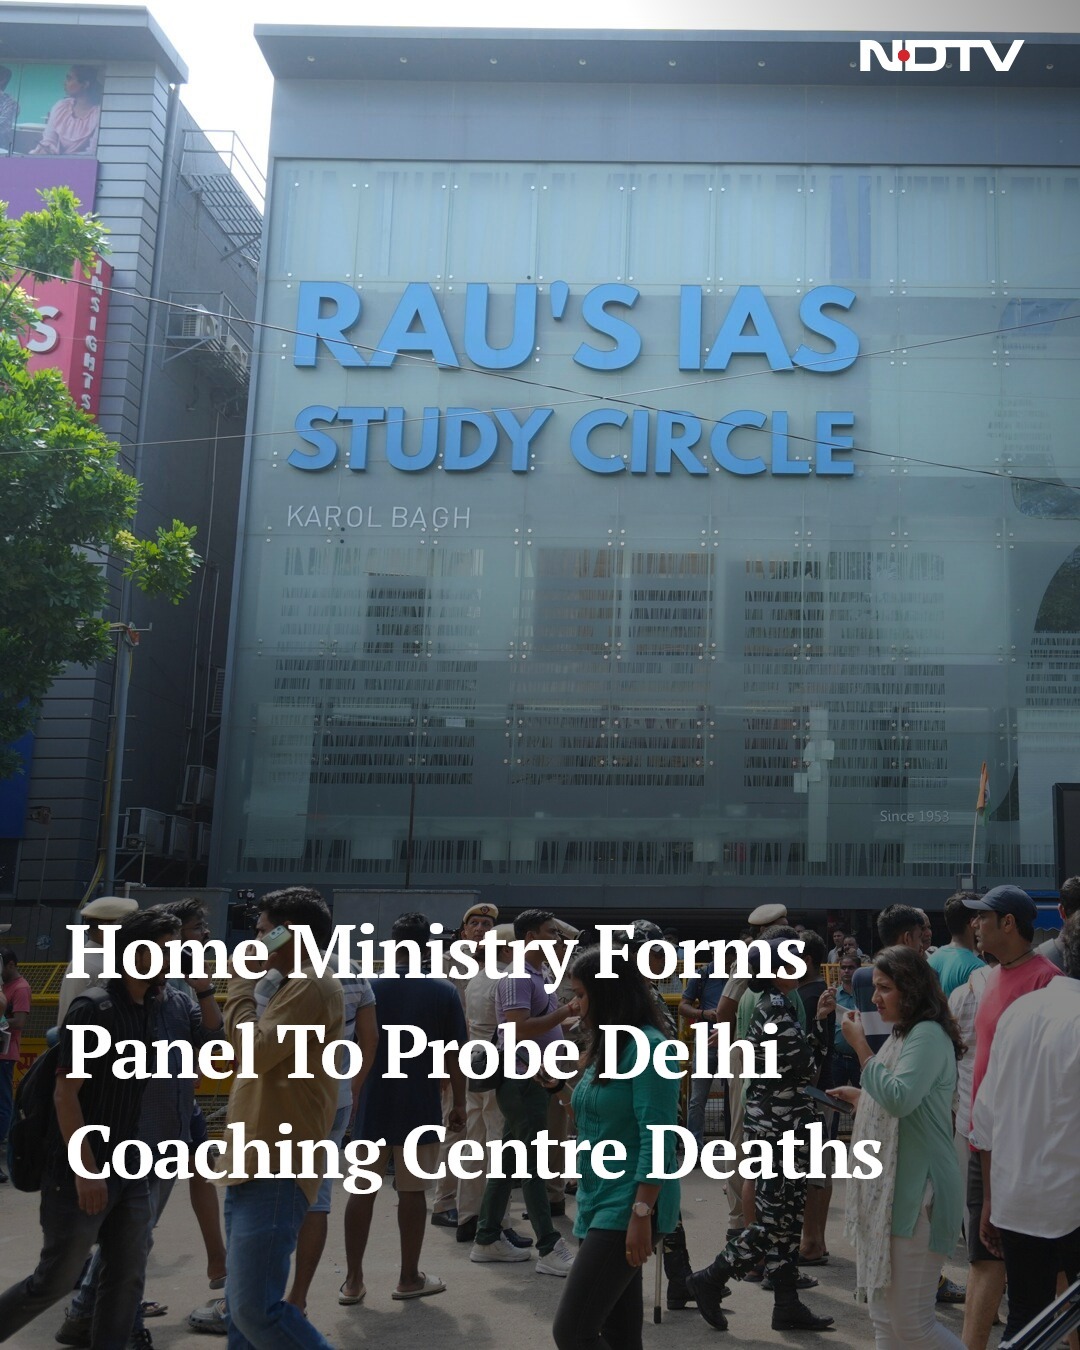 NDTV
INSIGHTS
S
RAU'S IAS
STUDY CIRCLE
KAROL BAGH
Since 1953
Home Ministry Forms
Panel To Probe Delhi
Coaching Centre Deaths